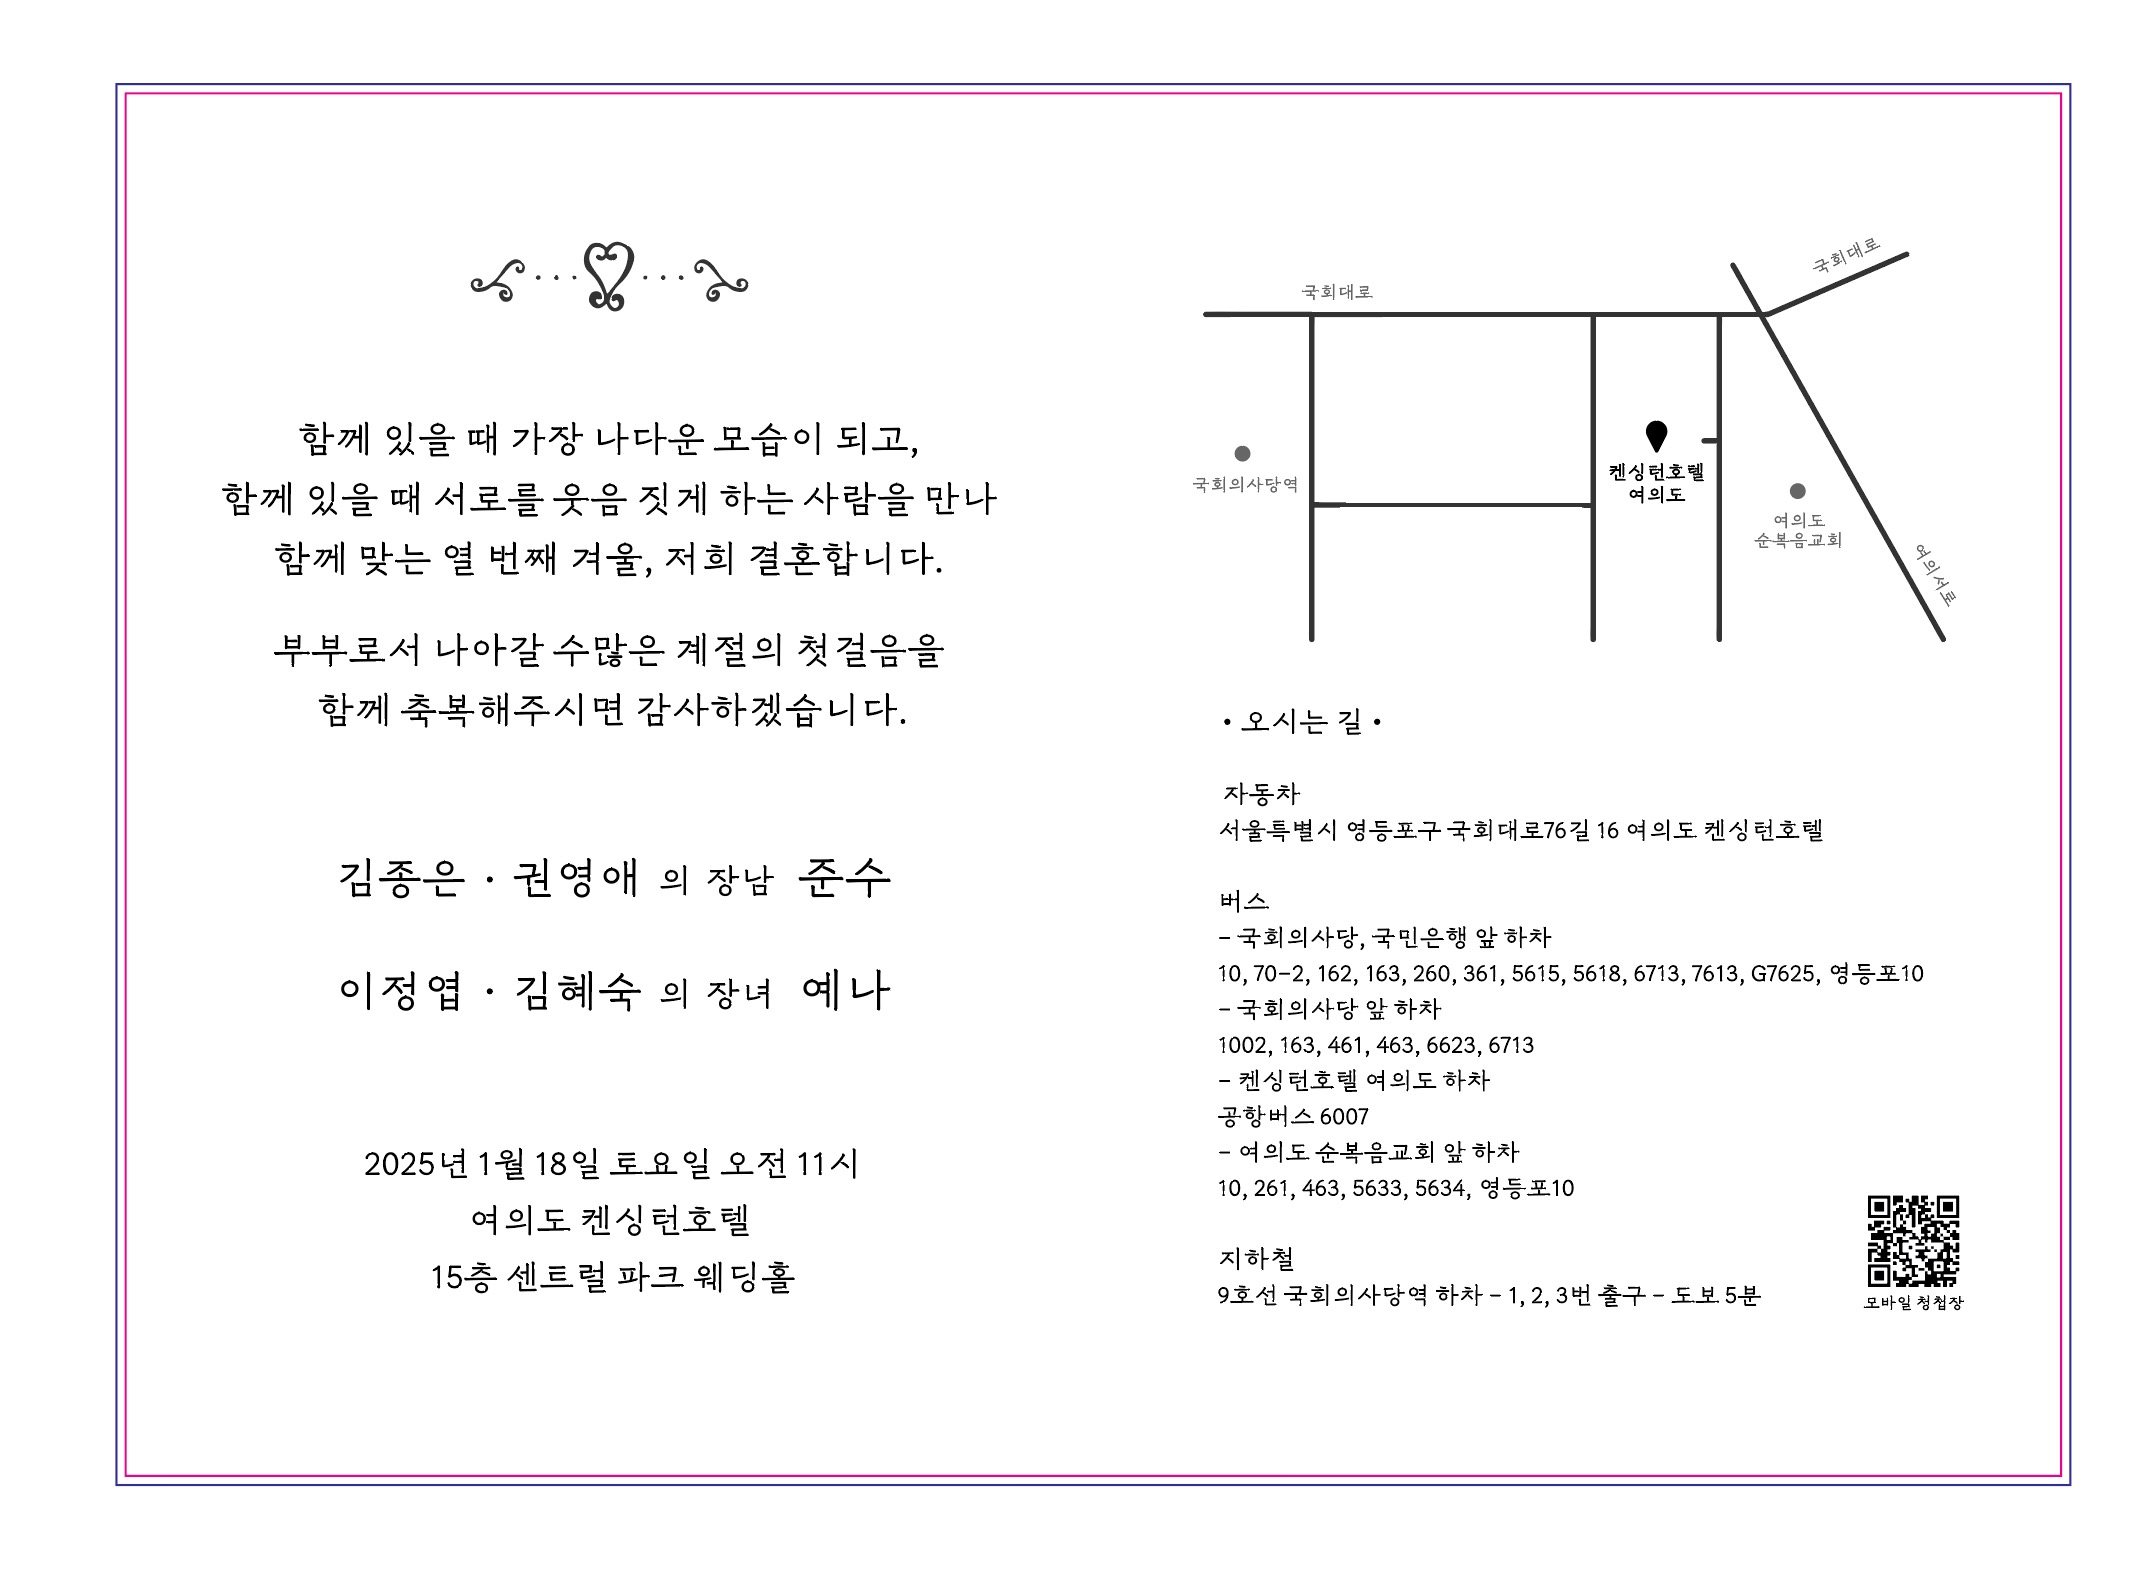 함께 있을 때 가장 나다운 모습이 되고,
함께 있을 때 서로를 웃음 짓게 하는 사람을 만나
함께 맞는 열 번째 겨울, 저희 결혼합니다.
부부로서 나아갈 수많은 계절의 첫걸음을
함께 축복해주시면 감사하겠습니다.
김종은 · 권영애 의 장남 준수
이정엽 · 김혜숙 의 장녀 예나
2025년 1월 18일 토요일 오전 11시
여의도 켄싱턴호텔
15층 센트럴 파크 웨딩홀
국회대로
국회대로
국회의사당역
켄싱턴호텔
여의도
여의도
순복음교회
여의서로
• 오시는 길 •
자동차
서울특별시 영등포구 국회대로76길 16 여의도 켄싱턴호텔
버스
- 국회의사당, 국민은행 앞 하차
10, 70-2, 162, 163, 260, 361, 5615, 5618, 6713, 7613, G7625, 영등포10
- 국회의사당 앞 하차
1002, 163, 461, 463, 6623, 6713
- 켄싱턴호텔 여의도 하차
공항버스 6007
- 여의도 순복음교회 앞 하차
10, 261, 463, 5633, 5634, 영등포10
지하철
9호선 국회의사당역 하차 - 1, 2, 3번 출구 - 도보 5분
모바일 청첩장